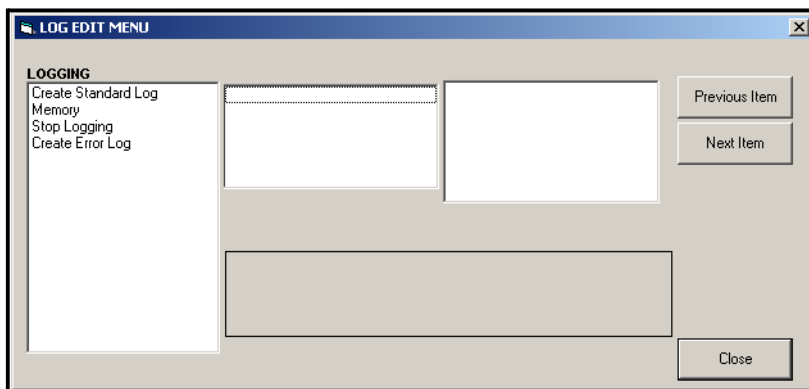 LOG EDIT MENU
LOGGING
Create Standard Log
Memory
Stop Logging
Create Error Log
Previous Item
Next Item
Close